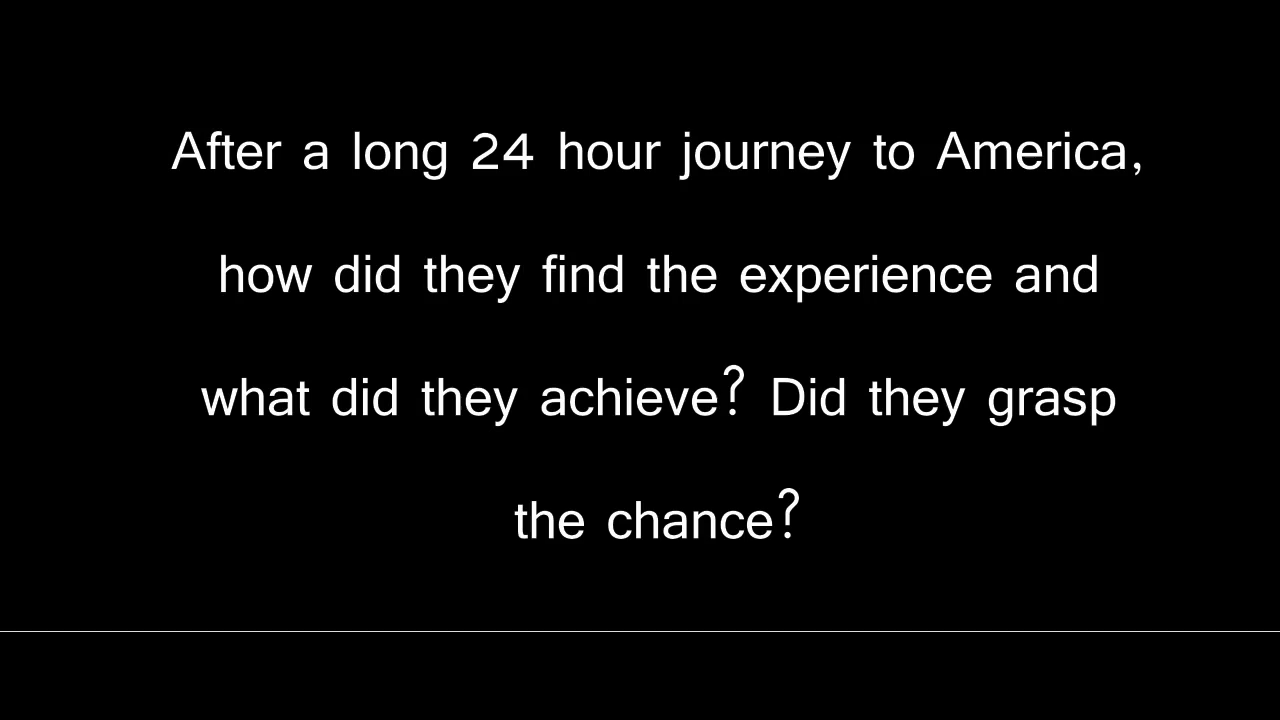 After a long 24 hour journey to America,
how did they find the experience and
what did they achieve? Did they grasp
the chance?